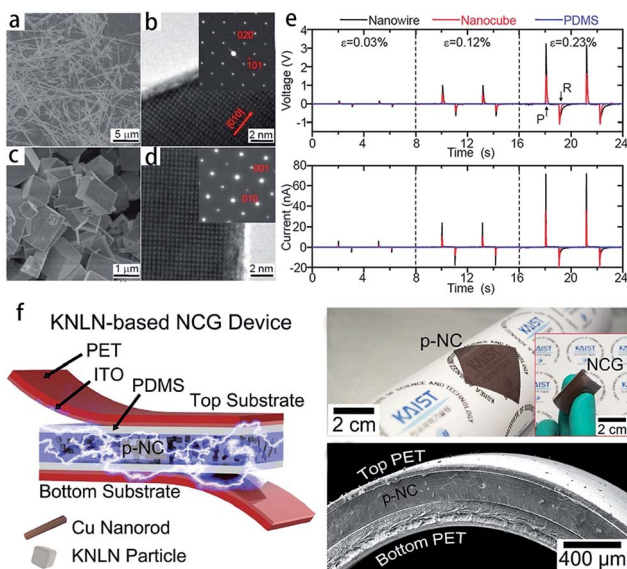 a
5 μm
b
020
101
[010]
2 nm
c
1 μm
d
001
010
2 nm
e
Nanowire Nanocube PDMS
ε=0.03% ε=0.12% ε=0.23%
Voltage (V)
4
3
2
1
0
-1
R
P
0 4 8 12 16 20 24
Time (s)
Current (nA)
80
60
40
20
0
-20
0 4 8 12 16 20 24
Time (s)
f
KNLN-based NCG Device
PET
ITO
PDMS
Top Substrate
p-NC
Bottom Substrate
Cu Nanorod
KNLN Particle
p-NC
KAIST
KAIST
2 cm
KAIST
NCG
2 cm
Top PET
p-NC
Bottom PET
400 μm